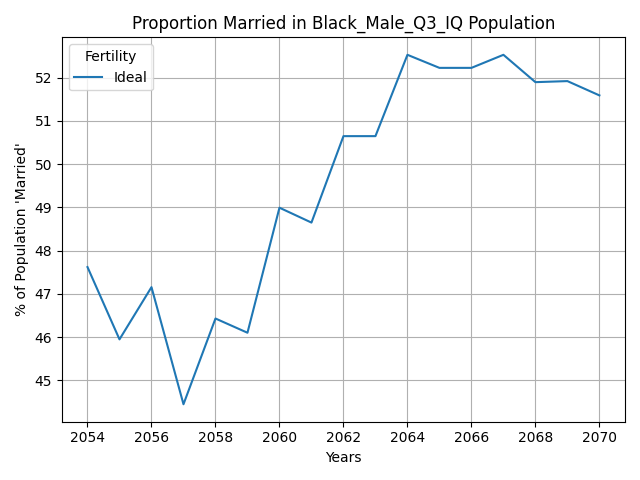 Proportion Married in Black_Male_Q3_IQ Population
Fertility
Ideal
% of Population 'Married'
52
51
50
49
48
47
46
45
2054 2056 2058 2060 2062 2064 2066 2068 2070
Years